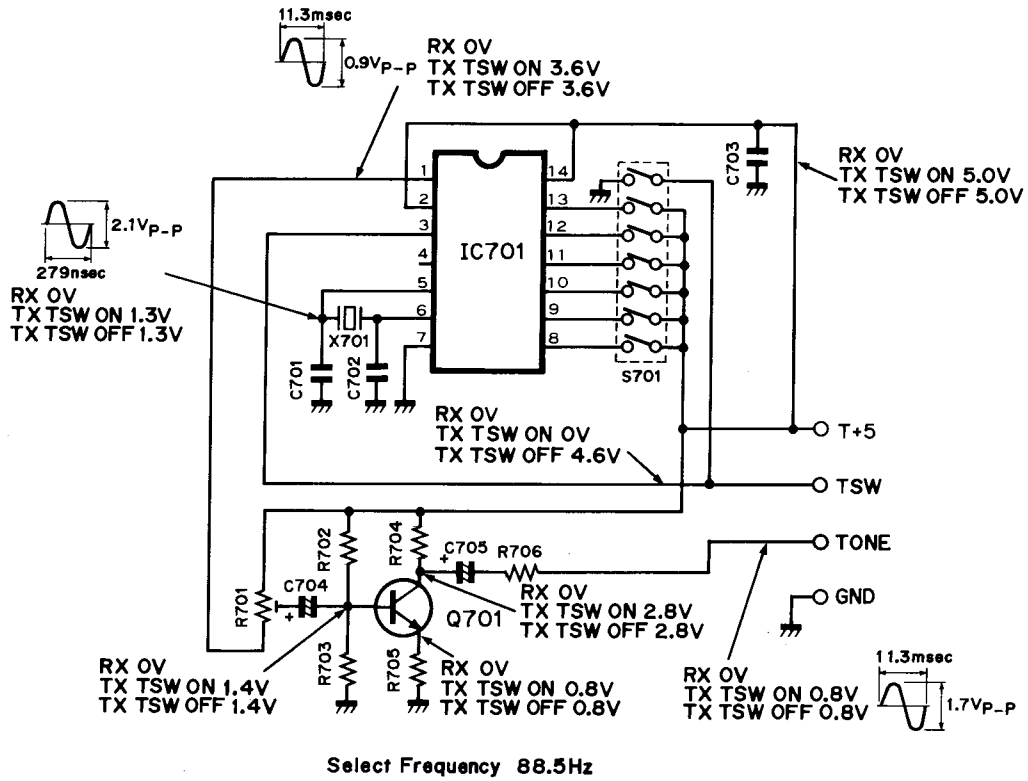 11.3msec
0.9VP-P
RX 0V
TX TSW ON 3.6V
TX TSW OFF 3.6V
C703
RX 0V
TX TSW ON 5.0V
TX TSW OFF 5.0V
2.1VP-P
279nsec
RX 0V
TX TSW ON 1.3V
TX TSW OFF 1.3V
1
2
3
4
5
6
7
IC701
14
13
12
11
10
9
8
X701
C701
C702
S701
RX 0V
TX TSW ON 0V
TX TSW OFF 4.6V
T+5
TSW
TONE
GND
R701
+
C704
R702
R703
R704
+
C705
R706
Q701
R705
RX 0V
TX TSW ON 2.8V
TX TSW OFF 2.8V
RX 0V
TX TSW ON 1.4V
TX TSW OFF 1.4V
RX 0V
TX TSW ON 0.8V
TX TSW OFF 0.8V
RX 0V
TX TSW ON 0.8V
TX TSW OFF 0.8V
11.3msec
1.7VP-P
Select Frequency 88.5Hz